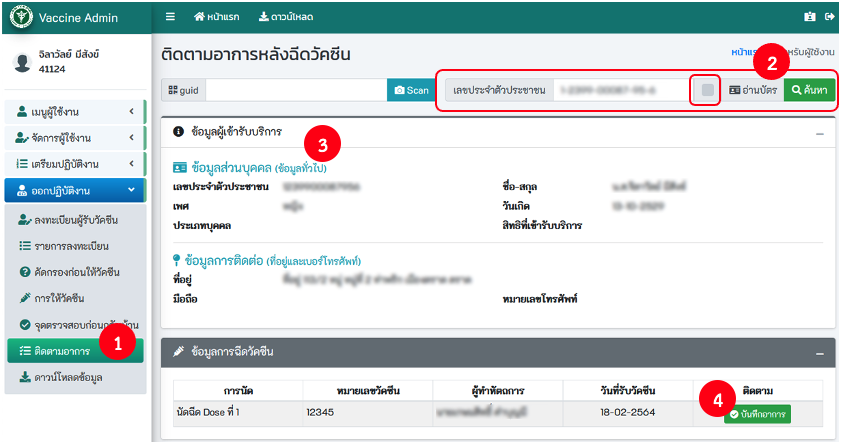 Vaccine Admin
หน้าแรก ดาวน์โหลด
จิลาวัลย์ มีสังข์
41124
ติดตามอาการหลังฉีดวัคซีน
หน้าแรก
รับผู้ใช้งาน
2
guid
Scan
เลขประจำตัวประชาชน
อ่านบัตร
ค้นหา
เมนูผู้ใช้งาน
จัดการผู้ใช้งาน
เตรียมปฏิบัติงาน
ออกปฏิบัติงาน
ลงทะเบียนผู้รับวัคซีน
รายการลงทะเบียน
คัดกรองก่อนให้วัคซีน
การให้วัคซีน
จุดตรวจสอบก่อนกลับบ้าน
ติดตามอาการ
1
ดาวน์โหลดข้อมูล
ข้อมูลผู้เข้ารับบริการ
3
ข้อมูลส่วนบุคคล (ข้อมูลทั่วไป)
เลขประจำตัวประชาชน
ชื่อ-สกุล
เพศ
วันเกิด
ประเภทบุคคล
สิทธิที่เข้ารับบริการ
ข้อมูลการติดต่อ (ที่อยู่และเบอร์โทรศัพท์)
ที่อยู่
มือถือ
หมายเลขโทรศัพท์
ข้อมูลการฉีดวัคซีน
การนัด หมายเลขวัคซีน ผู้ทำหัตถการ วันที่รับวัคซีน ติดตาม
4
นัดฉีด Dose ที่ 1 12345 18-02-2564 บันทึกอาการ